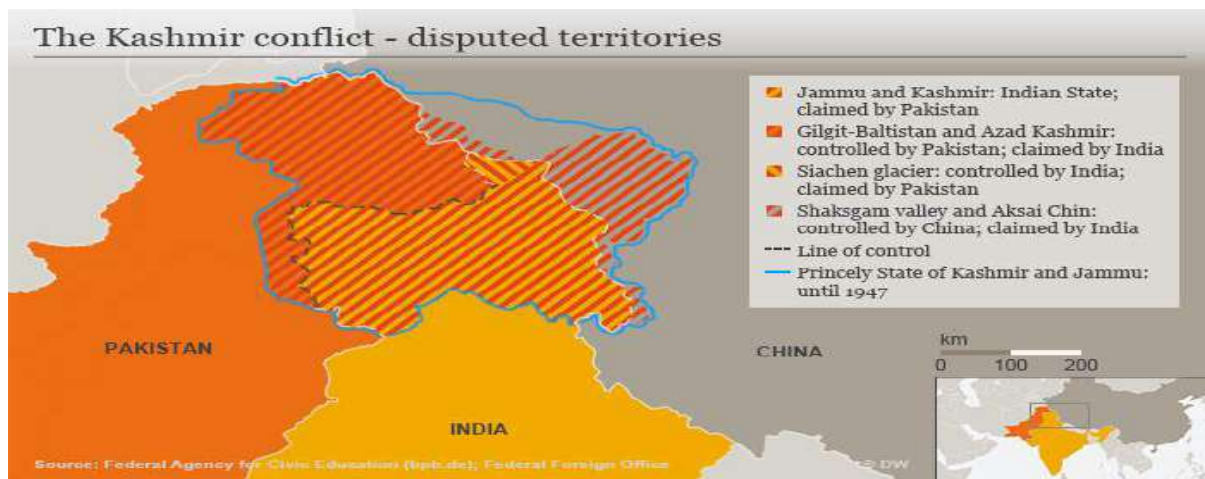 The Kashmir conflict - disputed territories
Jammu and Kashmir: Indian State;
claimed by Pakistan
Gilgit-Baltistan and Azad Kashmir:
controlled by Pakistan; claimed by India
Siachen glacier: controlled by India;
claimed by Pakistan
Shaksgam valley and Aksai Chin:
controlled by China; claimed by India
Line of control
Princely State of Kashmir and Jammu:
until 1947
PAKISTAN
CHINA
km
0 100 200
INDIA
Source: Federal Agency for Civic Education (bpb.de); Federal Foreign Office
© DW